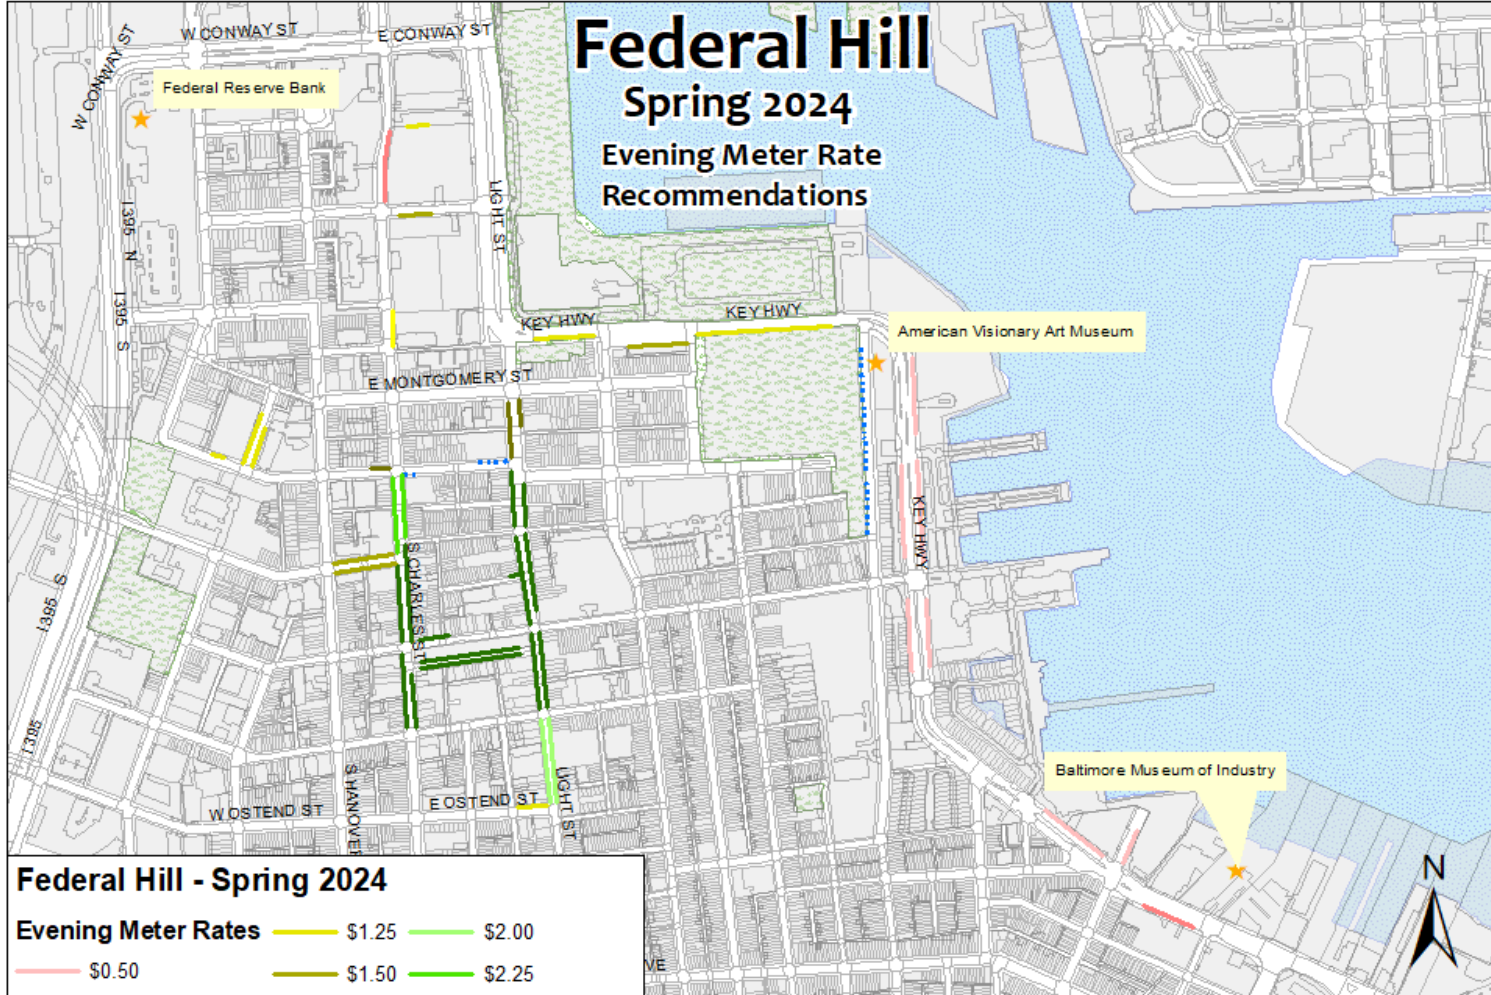 Federal Hill
Spring 2024
Evening Meter Rate
Recommendations
W CONWAY ST
E CONWAY ST
W CONWAY ST
Federal Reserve Bank
LIGHT ST
I395 N
I395 S
KEY HWY
KEY HWY
American Visionary Art Museum
E MONTGOMERY ST
KEY HWY
S CHARLES ST
I395 S
I395
Baltimore Museum of Industry
S HANOVER
W OSTEND ST
E OSTEND ST
LIGHT ST
N
Federal Hill - Spring 2024
Evening Meter Rates
$1.25
$2.00
$0.50
$1.50
$2.25
VE